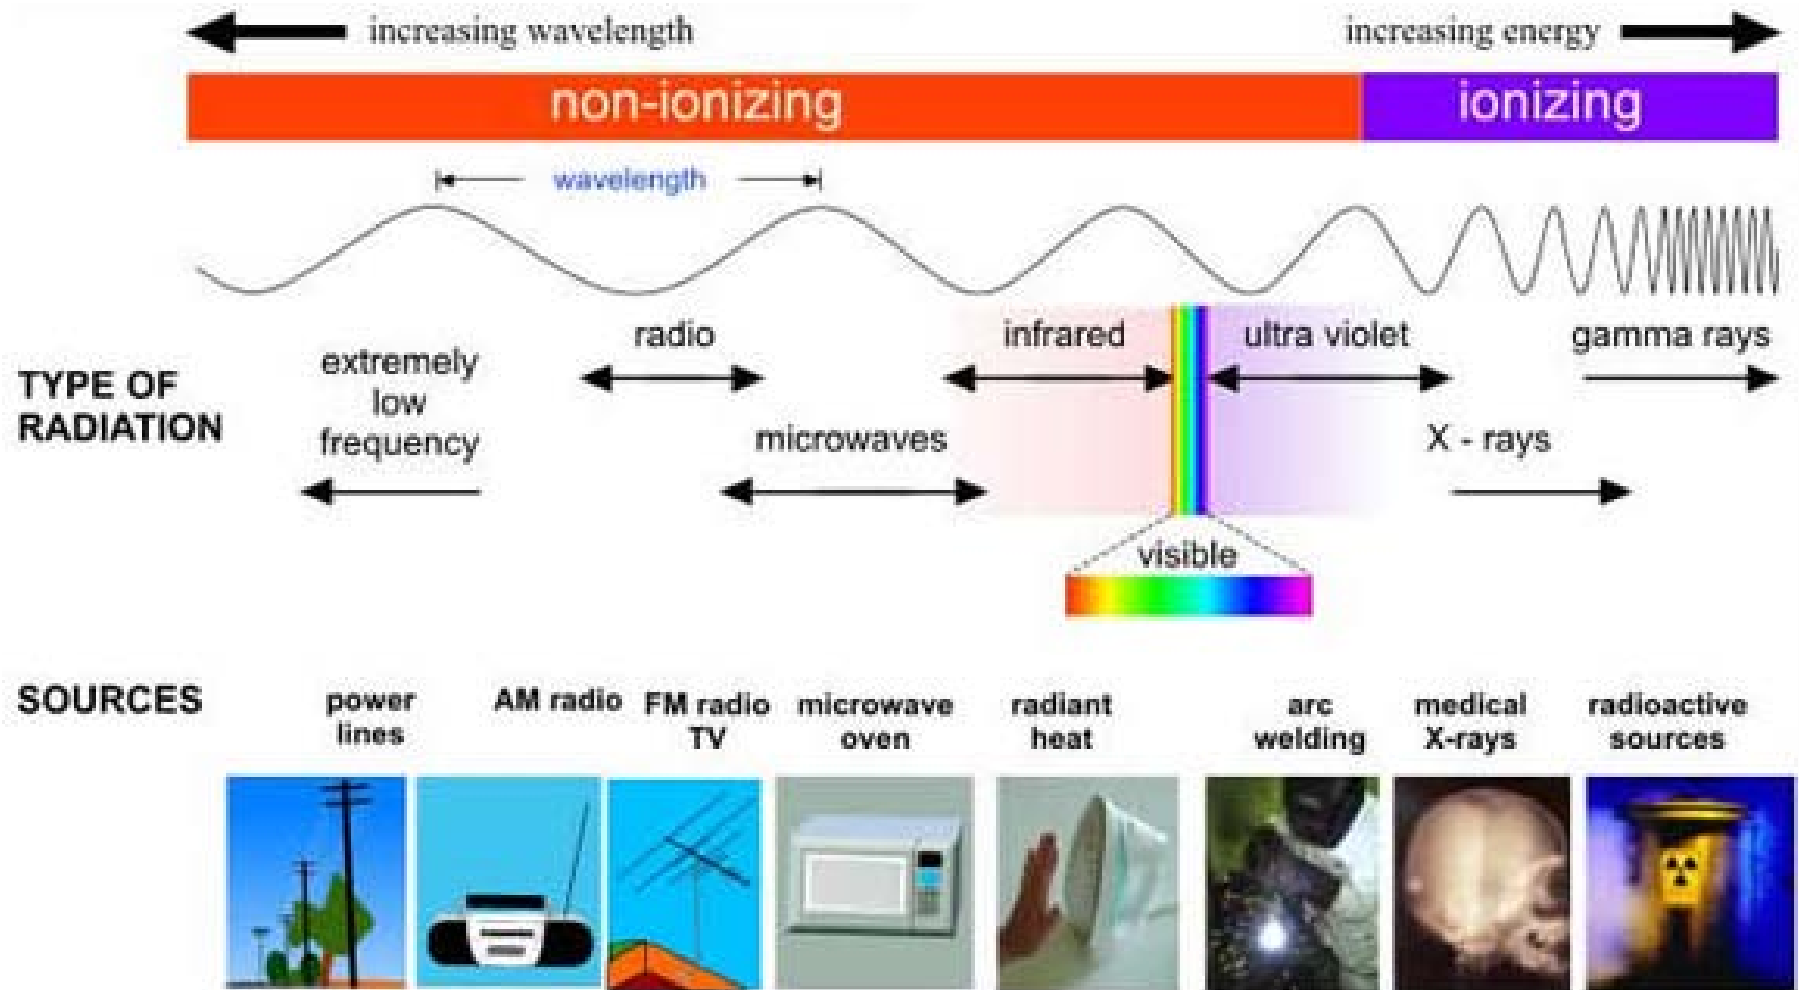 increasing wavelength
increasing energy
non-ionizing
ionizing
wavelength
radio
infrared
ultra violet
gamma rays
extremely
low
frequency
TYPE OF
RADIATION
microwaves
X - rays
visible
SOURCES
power
lines
AM radio
FM radio
TV
microwave
oven
radiant
heat
arc
welding
medical
X-rays
radioactive
sources